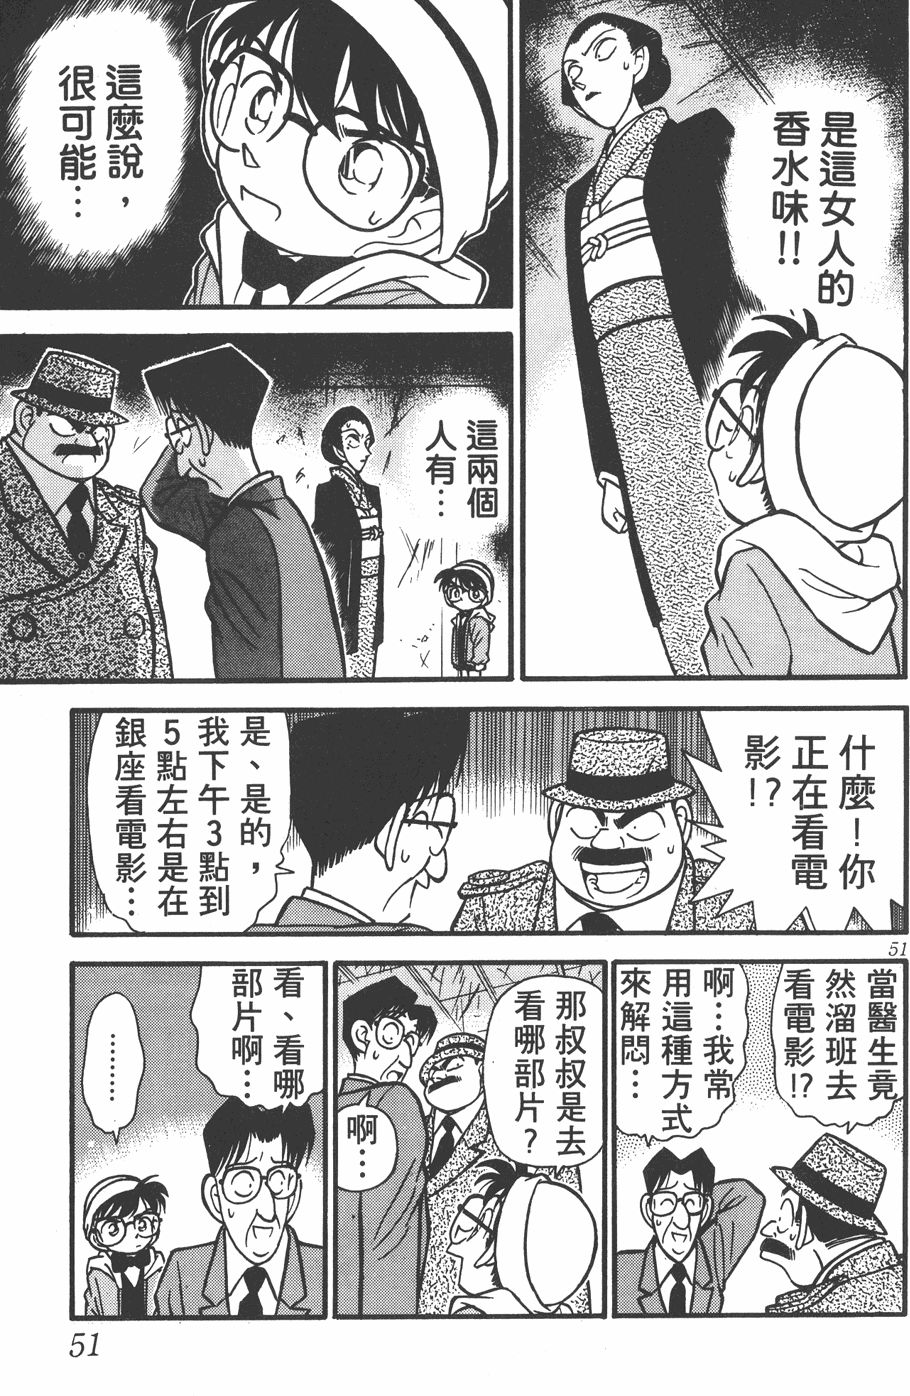 是這女人的
香水味!!
這麼說，
很可能…
這兩個
人有…
什麼！你
正在看電
影!?
是、是的，
我下午3點到
5點左右是在
銀座看電影…
51
當醫生竟
然溜班去
看電影!?
啊…我常
用這種方式
來解悶…
那叔叔是去
看哪部片？
啊…
看、看哪
部片啊…
………
51